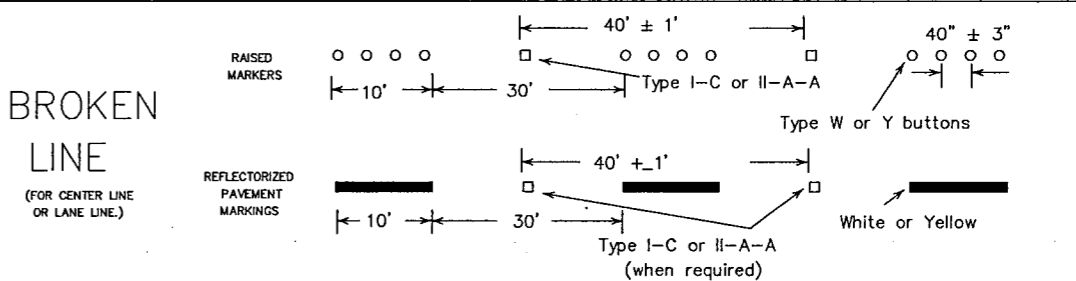 40' ± 1'
40" ± 3"
RAISED
MARKERS
10'
30'
Type I-C or II-A-A
Type W or Y buttons
BROKEN
LINE
(FOR CENTER LINE
OR LANE LINE.)
40' +_1'
REFLECTORIZED
PAVEMENT
MARKINGS
10'
30'
White or Yellow
Type I-C or II-A-A
(when required)